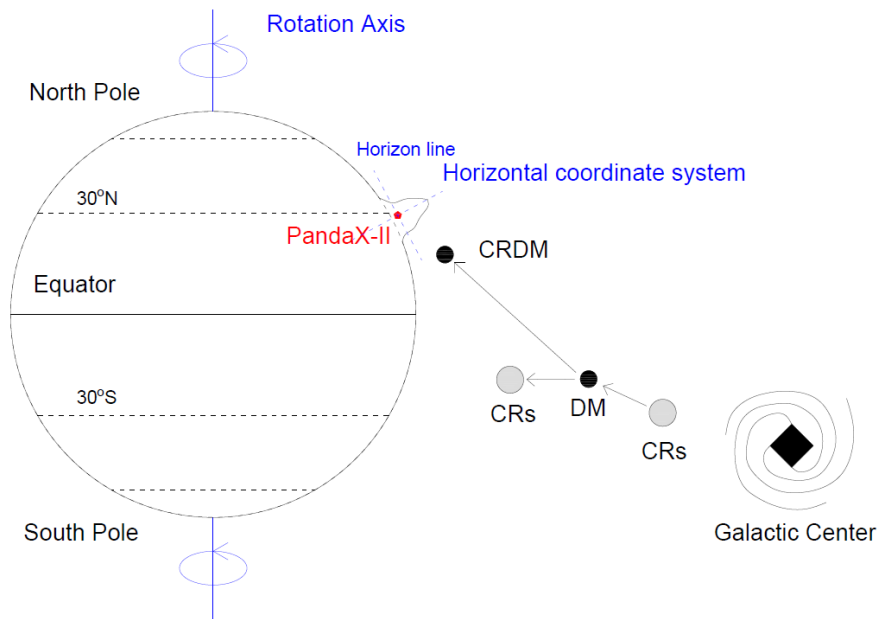 Rotation Axis
North Pole
Horizon line
Horizontal coordinate system
30°N
PandaX-II
CRDM
Equator
30°S
CRs
DM
CRs
South Pole
Galactic Center